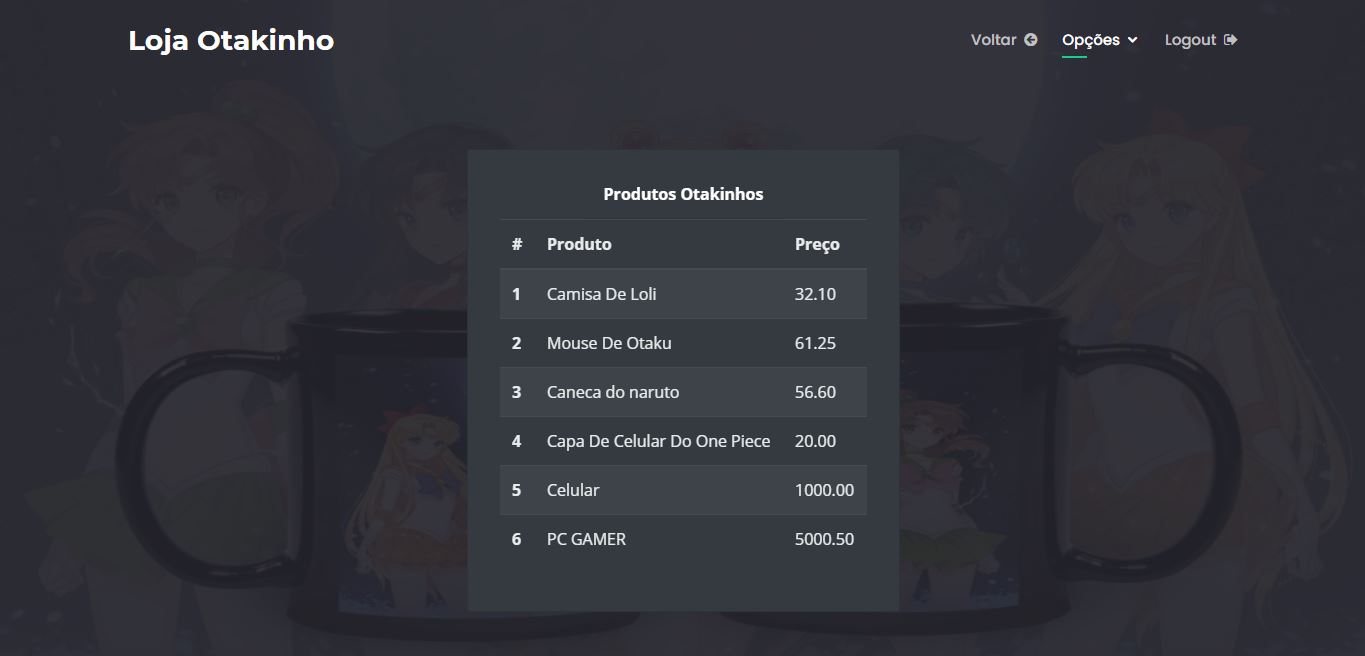 Loja Otakinho
Voltar
Opções
Logout
Produtos Otakinhos
# Produto Preço
1 Camisa De Loli 32.10
2 Mouse De Otaku 61.25
3 Caneca do naruto 56.60
4 Capa De Celular Do One Piece 20.00
5 Celular 1000.00
6 PC GAMER 5000.50